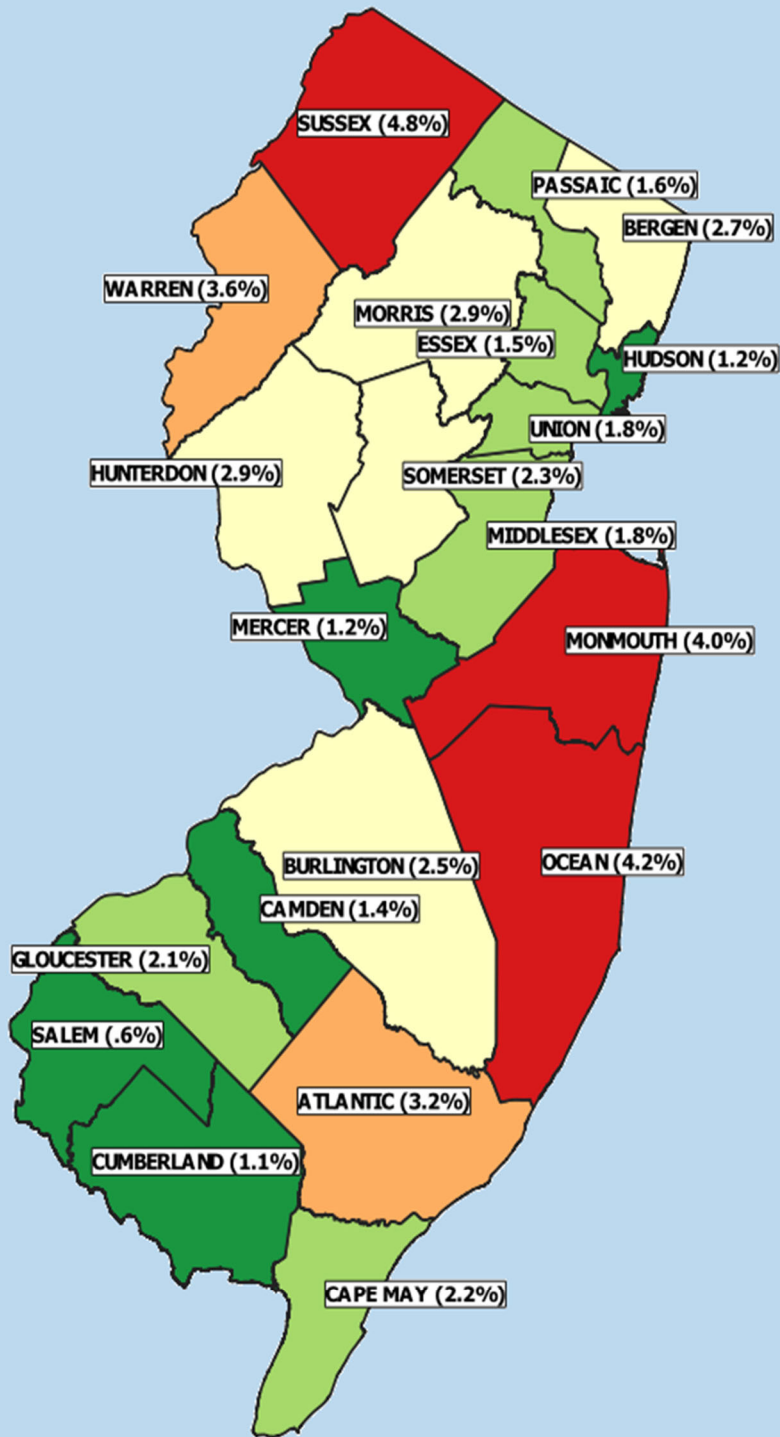 SUSSEX (4.8%)
PASSAIC (1.6%)
BERGEN (2.7%)
WARREN (3.6%)
MORRIS (2.9%)
ESSEX (1.5%)
HUDSON (1.2%)
UNION (1.8%)
HUNTERDON (2.9%)
SOMERSET (2.3%)
MIDDLESEX (1.8%)
MERCER (1.2%)
MONMOUTH (4.0%)
OCEAN (4.2%)
BURLINGTON (2.5%)
CAMDEN (1.4%)
GLOUCESTER (2.1%)
SALEM (.6%)
ATLANTIC (3.2%)
CUMBERLAND (1.1%)
CAPE MAY (2.2%)